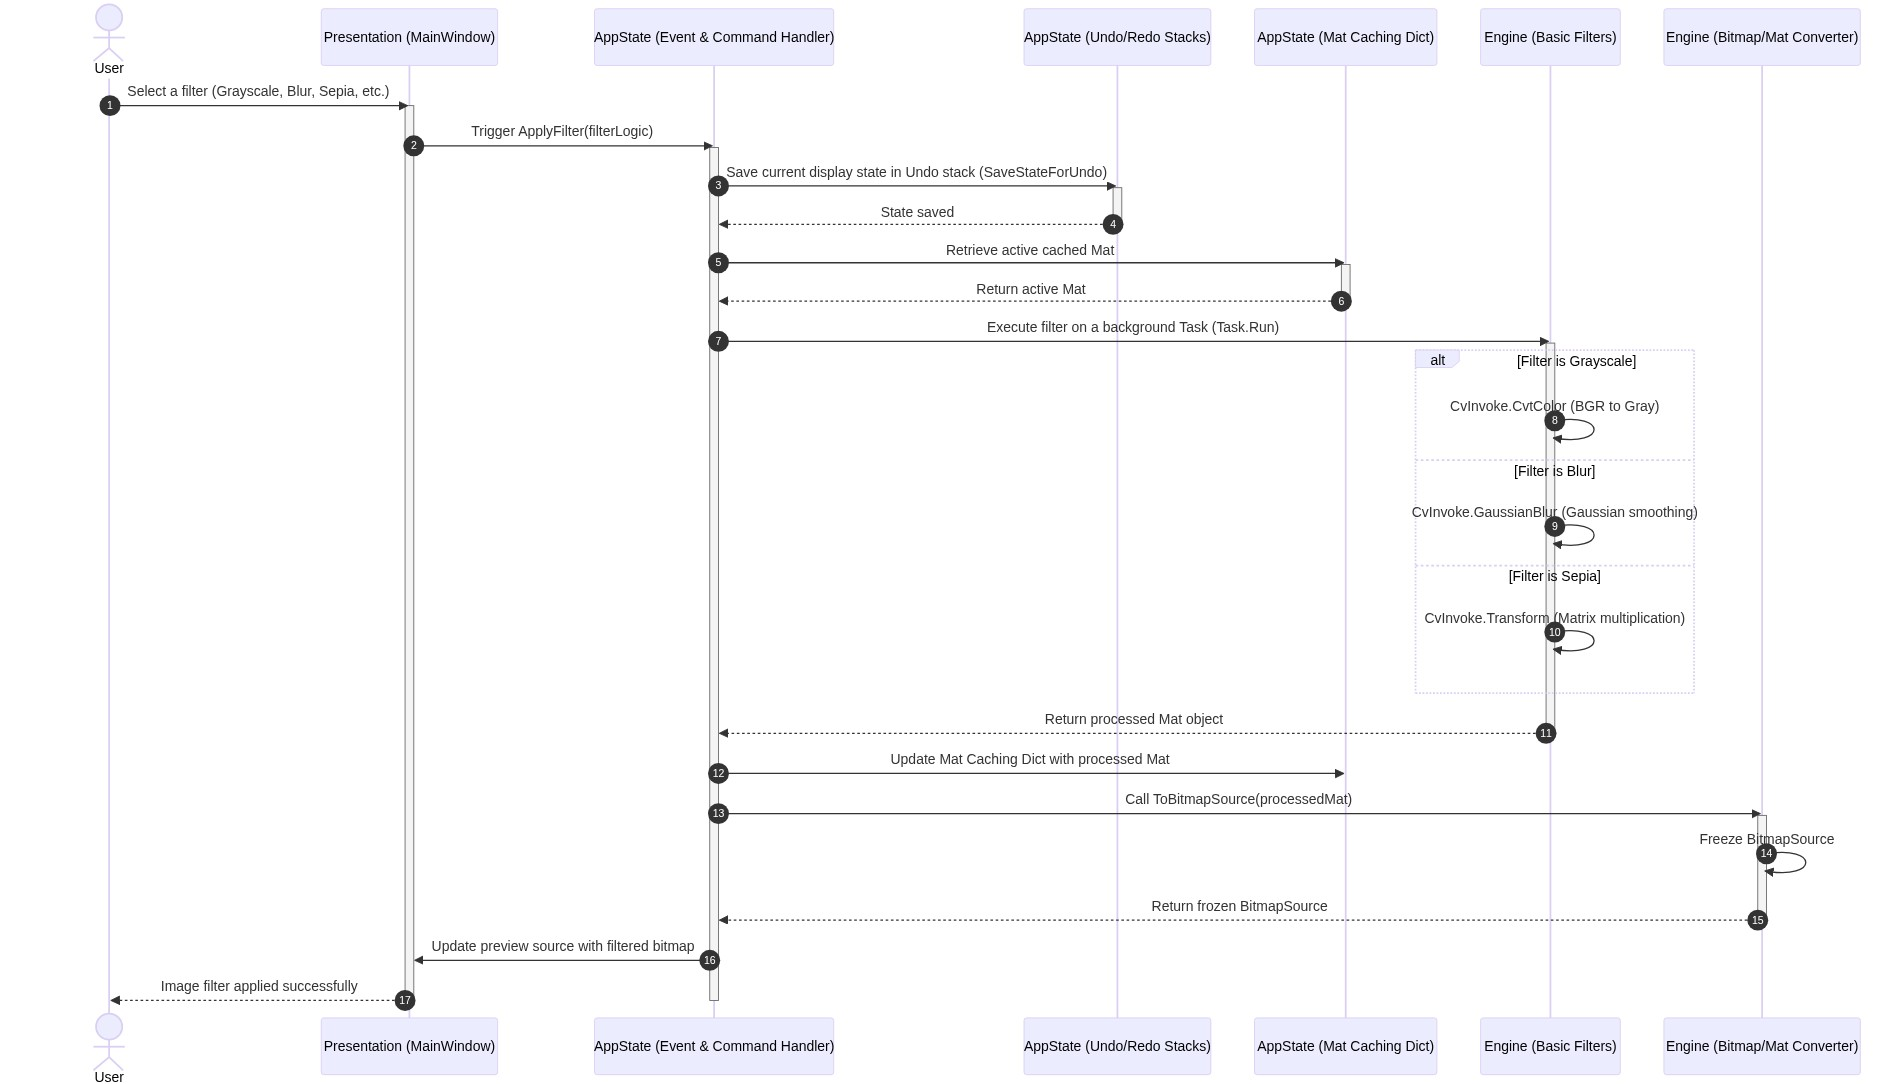 User
Presentation (MainWindow)
AppState (Event & Command Handler)
AppState (Undo/Redo Stacks)
AppState (Mat Caching Dict)
Engine (Basic Filters)
Engine (Bitmap/Mat Converter)
Select a filter (Grayscale, Blur, Sepia, etc.)
1
Trigger ApplyFilter(filterLogic)
2
Save current display state in Undo stack (SaveStateForUndo)
3
State saved
4
Retrieve active cached Mat
5
Return active Mat
6
Execute filter on a background Task (Task.Run)
7
alt
[Filter is Grayscale]
CvInvoke.CvtColor (BGR to Gray)
8
[Filter is Blur]
CvInvoke.GaussianBlur (Gaussian smoothing)
9
[Filter is Sepia]
CvInvoke.Transform (Matrix multiplication)
10
Return processed Mat object
11
Update Mat Caching Dict with processed Mat
12
Call ToBitmapSource(processedMat)
13
Freeze BitmapSource
14
Return frozen BitmapSource
15
Update preview source with filtered bitmap
16
Image filter applied successfully
17
User
Presentation (MainWindow)
AppState (Event & Command Handler)
AppState (Undo/Redo Stacks)
AppState (Mat Caching Dict)
Engine (Basic Filters)
Engine (Bitmap/Mat Converter)